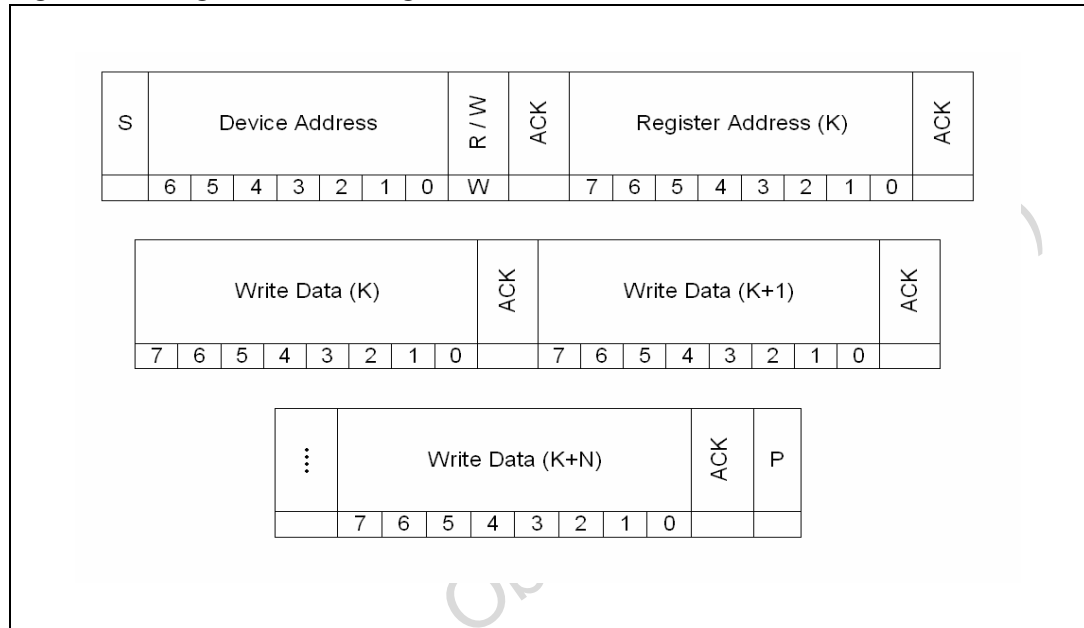 S Device Address R / W ACK Register Address (K) ACK
6 5 4 3 2 1 0 W 7 6 5 4 3 2 1 0
Write Data (K) ACK Write Data (K+1) ACK
7 6 5 4 3 2 1 0 7 6 5 4 3 2 1 0
⋮ Write Data (K+N) ACK P
7 6 5 4 3 2 1 0